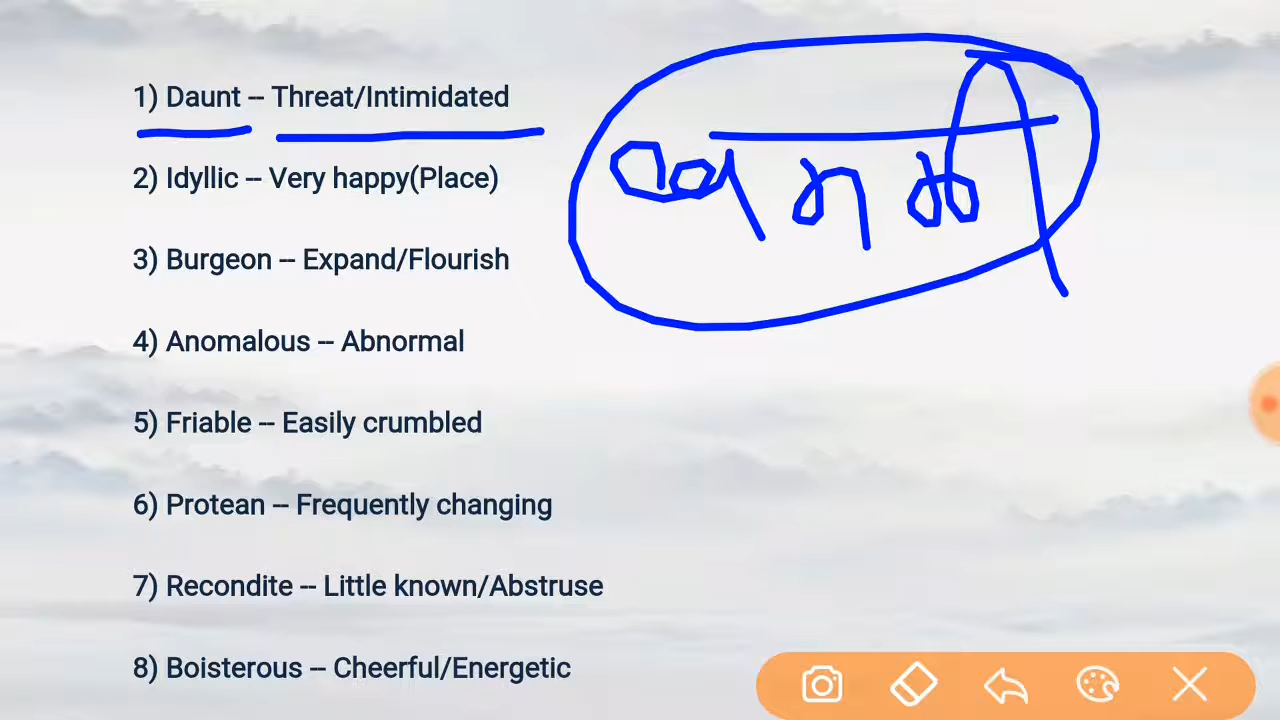 1) Daunt -- Threat/Intimidated
2) Idyllic -- Very happy(Place)
3) Burgeon -- Expand/Flourish
4) Anomalous -- Abnormal
5) Friable -- Easily crumbled
6) Protean -- Frequently changing
7) Recondite -- Little known/Abstruse
8) Boisterous -- Cheerful/Energetic